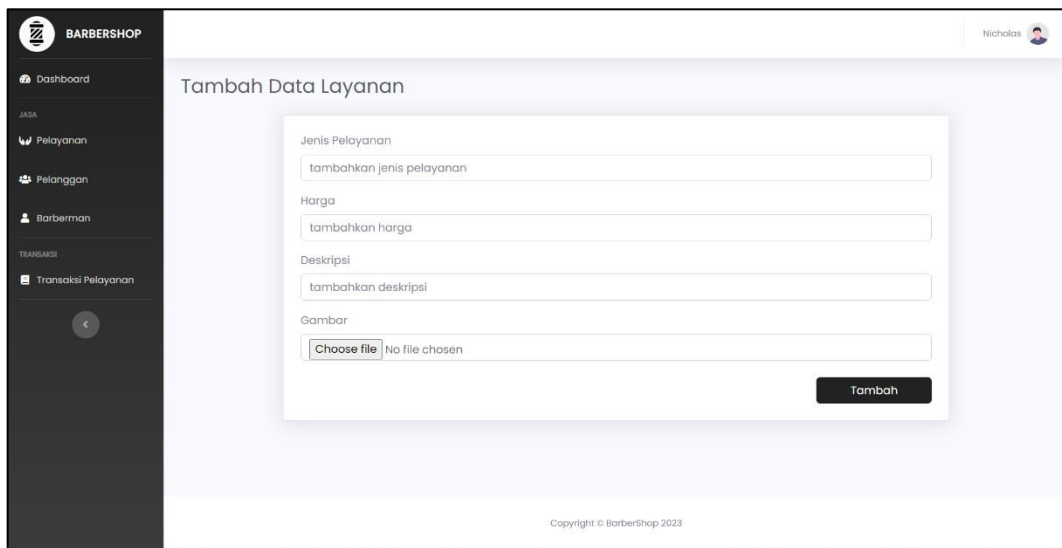 BARBERSHOP
Nicholas
Dashboard
Tambah Data Layanan
JASA
Pelayanan
Pelanggan
Barberman
TRANSAKSI
Transaksi Pelayanan
Jenis Pelayanan
tambahkan jenis pelayanan
Harga
tambahkan harga
Deskripsi
tambahkan deskripsi
Gambar
Choose file No file chosen
Tambah
Copyright © BarberShop 2023